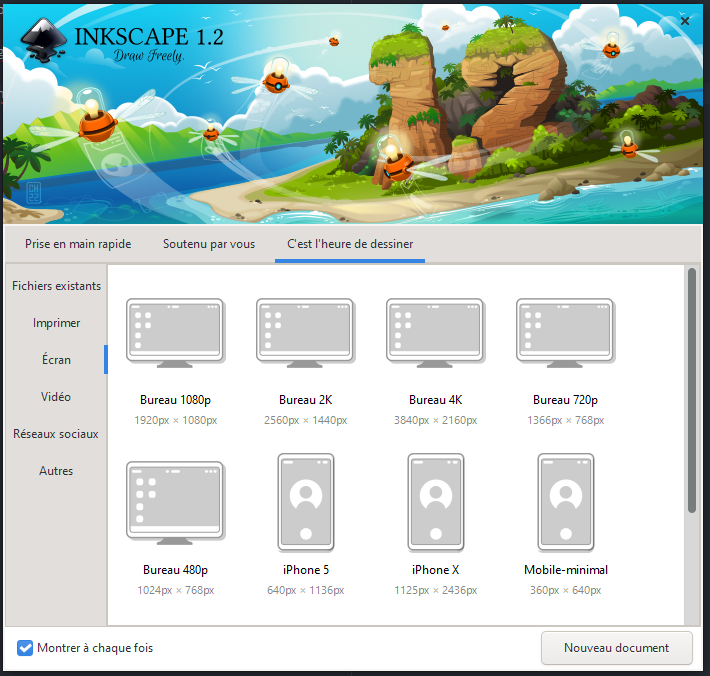 INKSCAPE 1.2
Draw Freely.
Prise en main rapide
Soutenu par vous
C'est l'heure de dessiner
Fichiers existants
Imprimer
Écran
Vidéo
Réseaux sociaux
Autres
Bureau 1080p
1920px × 1080px
Bureau 2K
2560px × 1440px
Bureau 4K
3840px × 2160px
Bureau 720p
1366px × 768px
Bureau 480p
1024px × 768px
iPhone 5
640px × 1136px
iPhone X
1125px × 2436px
Mobile-minimal
360px × 640px
Montrer à chaque fois
Nouveau document